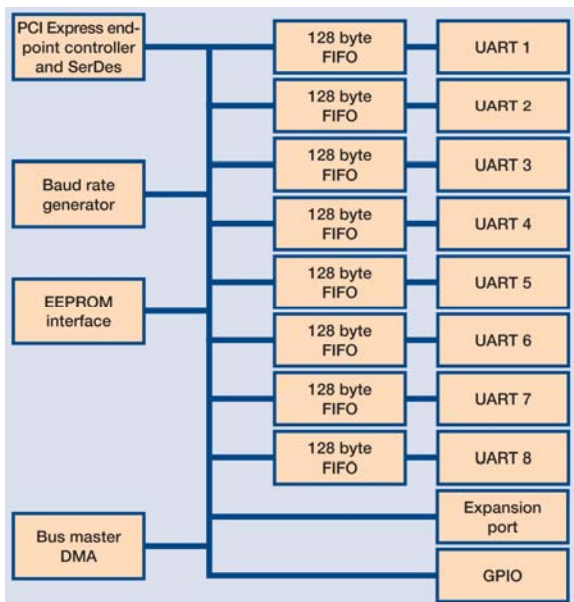 PCI Express end-
point controller
and SerDes
Baud rate
generator
EEPROM
interface
Bus master
DMA
128 byte
FIFO
UART 1
128 byte
FIFO
UART 2
128 byte
FIFO
UART 3
128 byte
FIFO
UART 4
128 byte
FIFO
UART 5
128 byte
FIFO
UART 6
128 byte
FIFO
UART 7
128 byte
FIFO
UART 8
Expansion
port
GPIO